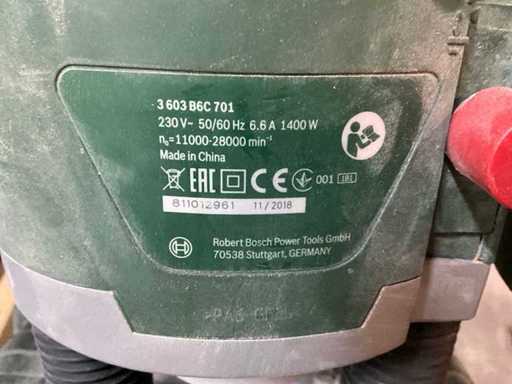 3 603 B6C 701
230 V~ 50/60 Hz 6.6 A 1400 W
n₀=11000-28000 min⁻¹
Made in China
EAC CE 001
811012961 11/2018
Robert Bosch Power Tools GmbH
70538 Stuttgart, GERMANY